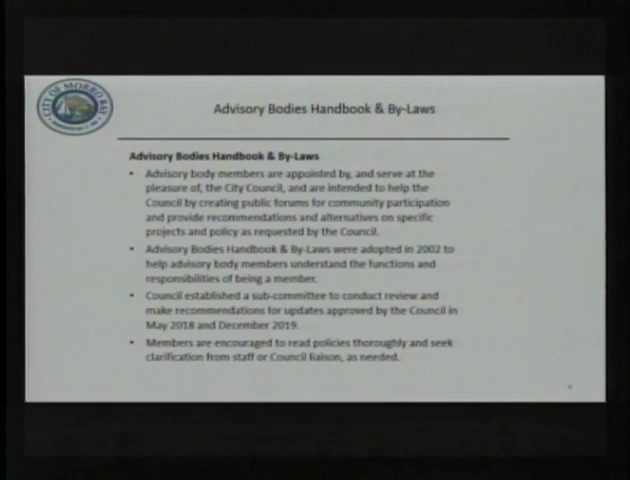 CITY OF MORRO BAY
Advisory Bodies Handbook & By-Laws
Advisory Bodies Handbook & By-Laws
• Advisory body members are appointed by, and serve at the
pleasure of, the City Council, and are intended to help the
Council by creating public forums for community participation
and provide recommendations and alternatives on specific
projects and policy as requested by the Council.
• Advisory Bodies Handbook & By-Laws were adopted in 2002 to
help advisory body members understand the functions and
responsibilities of being a member.
• Council established a sub-committee to conduct review and
make recommendations for updates approved by the Council in
May 2018 and December 2019.
• Members are encouraged to read policies thoroughly and seek
clarification from staff or Council liaison, as needed.